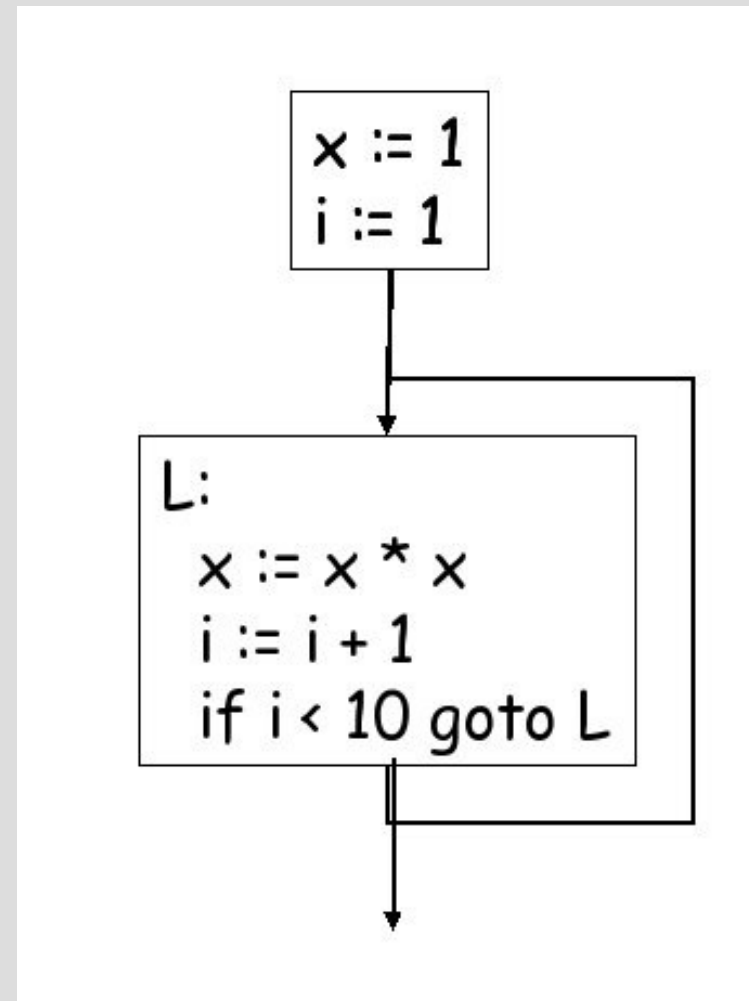 x := 1
i := 1
L:
x := x * x
i := i + 1
if i < 10 goto L